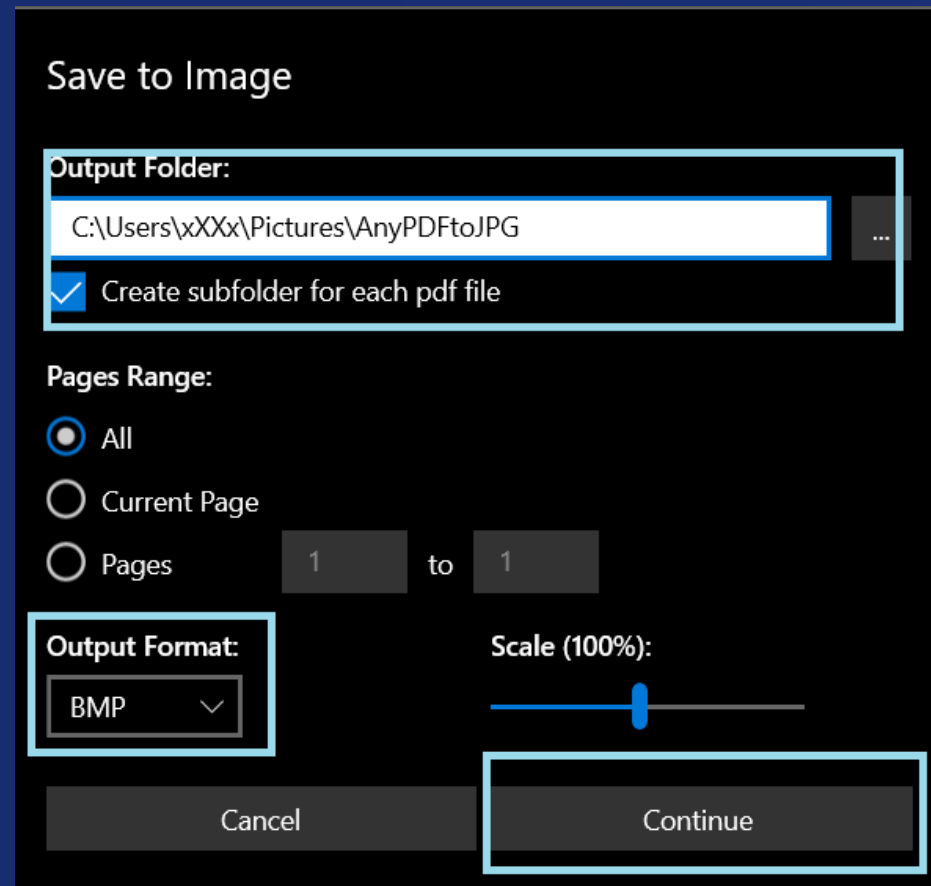 Save to Image
Output Folder:
C:\Users\xXXx\Pictures\AnyPDFtoJPG
...
Create subfolder for each pdf file
Pages Range:
All
Current Page
Pages 1 to 1
Output Format: Scale (100%):
BMP
Cancel Continue